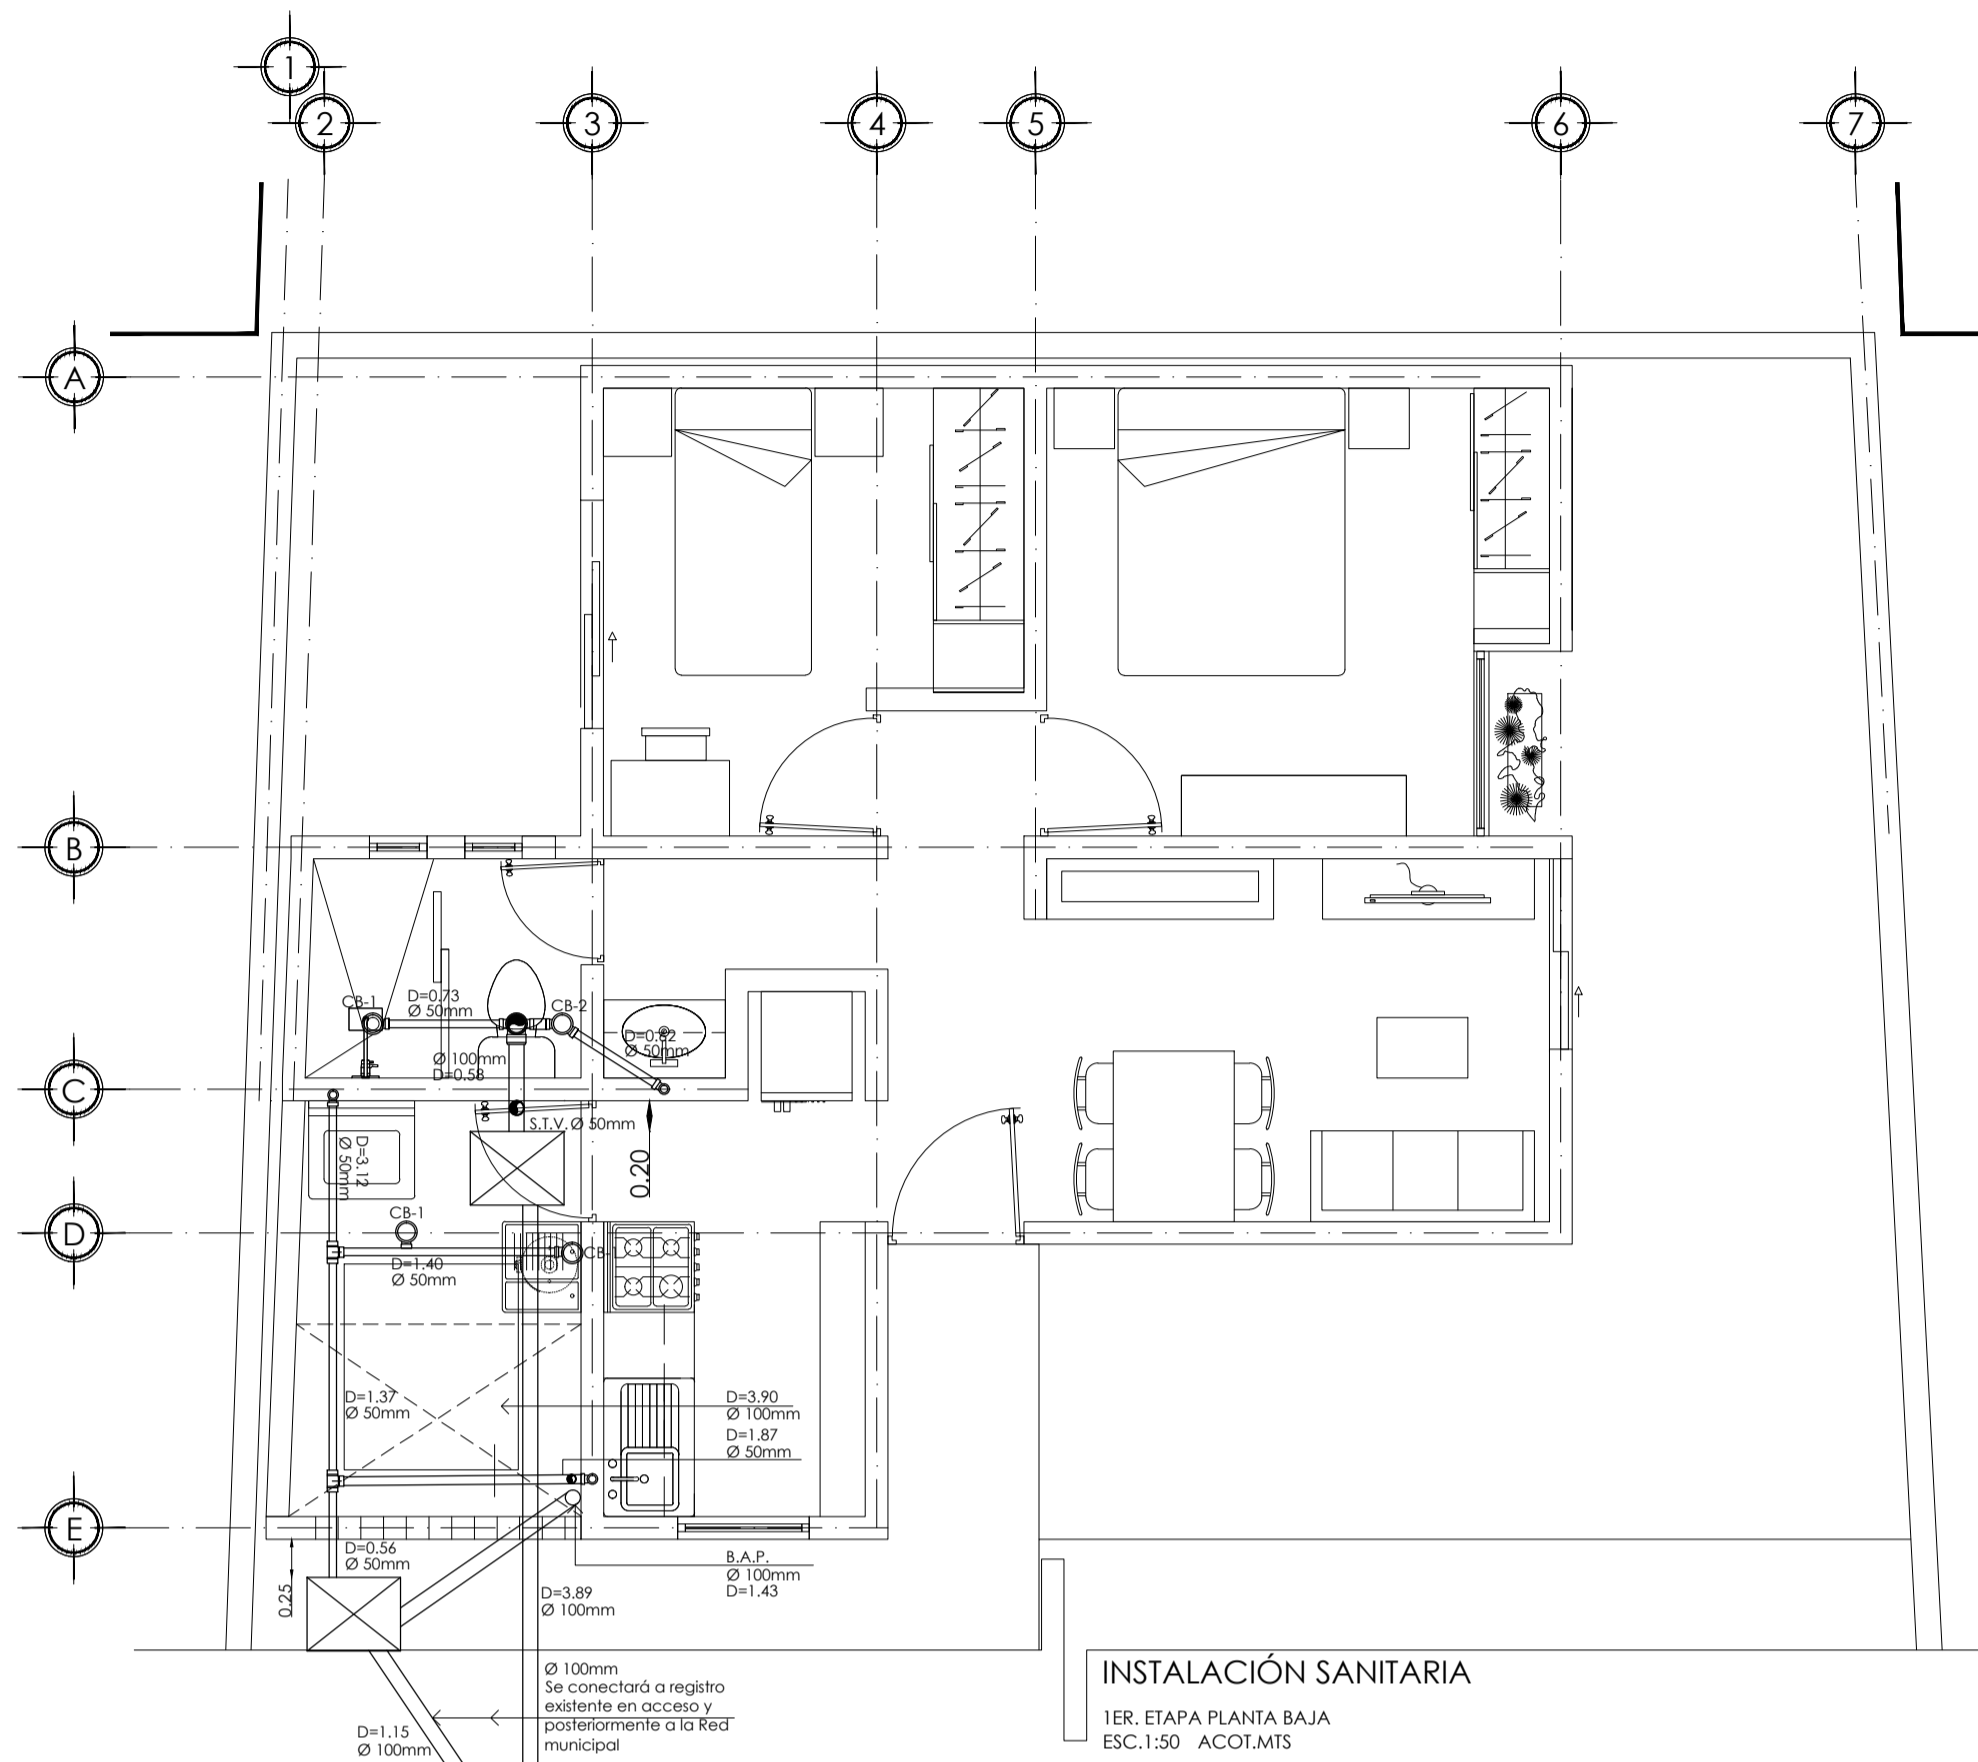 1
2
3
4
5
6
7
A
B
CB-1
D=0.73
Ø 50mm
CB-2
D=0.82
Ø 50mm
Ø 100mm
D=0.58
C
S.T.V. Ø 50mm
D=3.12
Ø 50mm
0.20
CB-1
D
CB-1
D=1.40
Ø 50mm
D=1.37
Ø 50mm
D=3.90
Ø 100mm
D=1.87
Ø 50mm
E
D=0.56
Ø 50mm
B.A.P.
Ø 100mm
D=1.43
0.25
D=3.89
Ø 100mm
Ø 100mm
Se conectará a registro
existente en acceso y
posteriormente a la Red
municipal
D=1.15
Ø 100mm
INSTALACIÓN SANITARIA
1ER. ETAPA PLANTA BAJA
ESC.1:50 ACOT.MTS